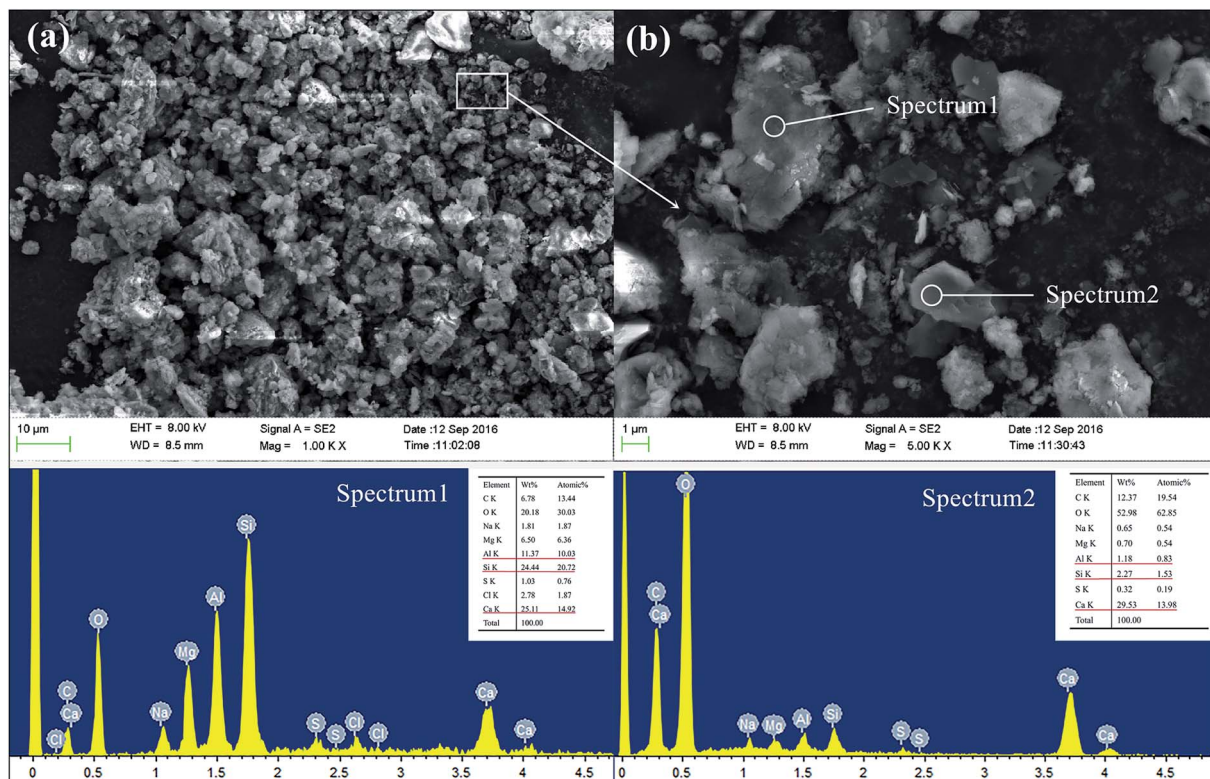 (a)
(b)
Spectrum1
Spectrum2
10 µm
EHT = 8.00 kV
WD = 8.5 mm
Signal A = SE2
Mag = 1.00 K X
Date :12 Sep 2016
Time :11:02:08
1 µm
EHT = 8.00 kV
WD = 8.5 mm
Signal A = SE2
Mag = 5.00 K X
Date :12 Sep 2016
Time :11:30:43
Spectrum1
Element Wt% Atomic%
C K 6.78 13.44
O K 20.18 30.03
Na K 1.81 1.87
Mg K 6.50 6.36
Al K 11.37 10.03
Si K 24.44 20.72
S K 1.03 0.76
Cl K 2.78 1.87
Ca K 25.11 14.92
Total 100.00
Cl
C
Ca
O
Na
Mg
Al
Si
S
S
Cl
Cl
Ca
Ca
0 0.5 1 1.5 2 2.5 3 3.5 4 4.5
Spectrum2
Element Wt% Atomic%
C K 12.37 19.54
O K 52.98 62.85
Na K 0.65 0.54
Mg K 0.70 0.54
Al K 1.18 0.83
Si K 2.27 1.53
S K 0.32 0.19
Ca K 29.53 13.98
Total 100.00
C
Ca
O
Na
Mg
Al
Si
S
S
Ca
Ca
0 0.5 1 1.5 2 2.5 3 3.5 4 4.5